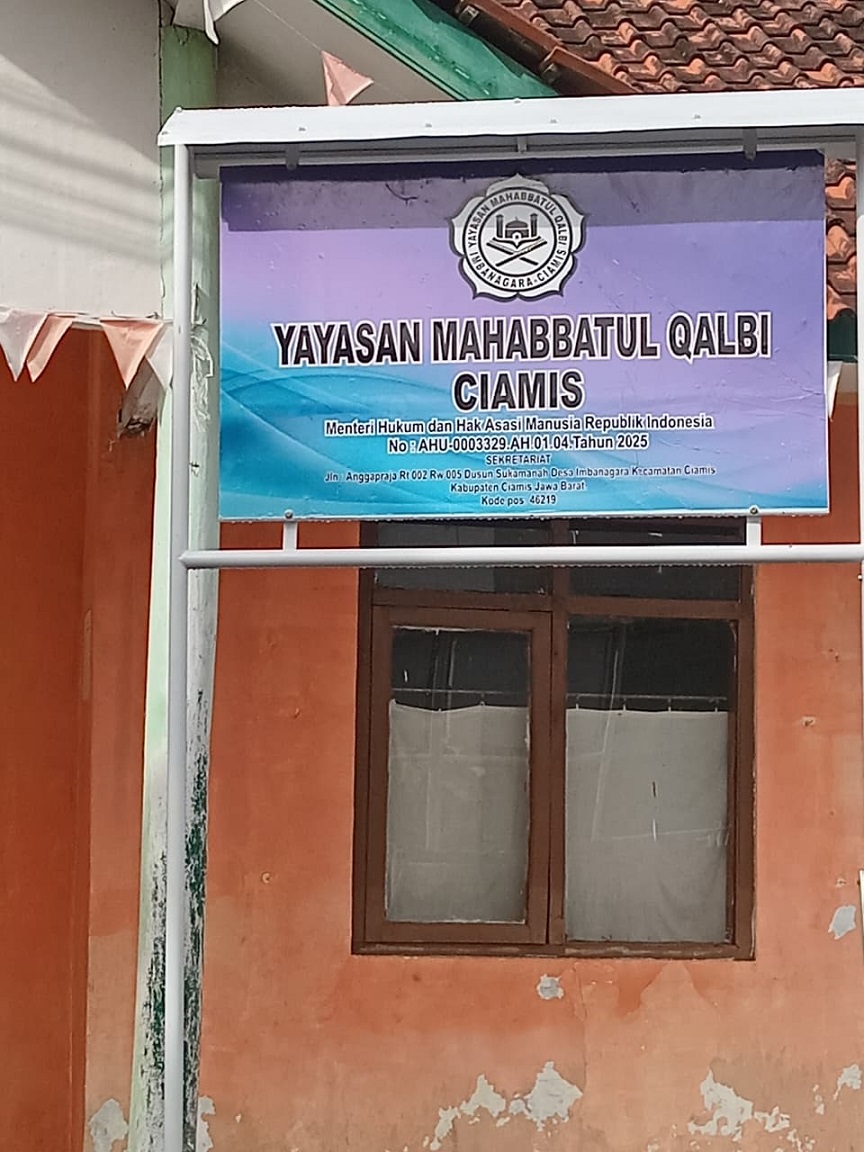 YAYASAN MAHABBATUL QALBI
IMBANAGARA-CIAMIS
YAYASAN MAHABBATUL QALBI
CIAMIS
Menteri Hukum dan Hak Asasi Manusia Republik Indonesia
No : AHU-0003329.AH.01.04.Tahun 2025
SEKRETARIAT
Jln. Anggapraja Rt 002 Rw 005 Dusun Sukamanah Desa Imbanagara Kecamatan Ciamis
Kabupaten Ciamis Jawa Barat
Kode pos 46219